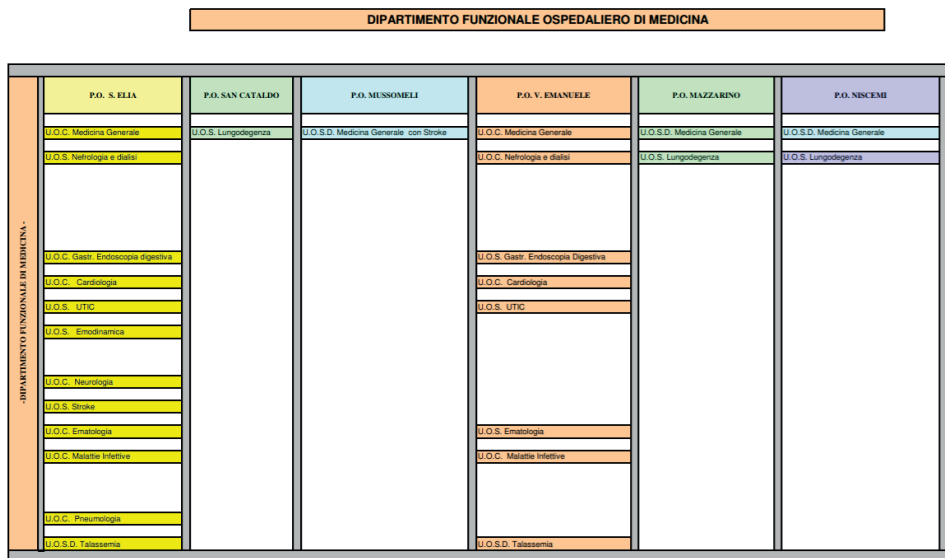 DIPARTIMENTO FUNZIONALE OSPEDALIERO DI MEDICINA
-DIPARTIMENTO FUNZIONALE DI MEDICINA -
P.O. S. ELIA
P.O. SAN CATALDO
P.O. MUSSOMELI
P.O. V. EMANUELE
P.O. MAZZARINO
P.O. NISCEMI
U.O.C. Medicina Generale
U.O.S. Lungodegenza
U.O.S.D. Medicina Generale con Stroke
U.O.C. Medicina Generale
U.O.S.D. Medicina Generale
U.O.S.D. Medicina Generale
U.O.S. Nefrologia e dialisi
U.O.C. Nefrologia e dialisi
U.O.S. Lungodegenza
U.O.S. Lungodegenza
U.O.C. Gastr. Endoscopia digestiva
U.O.S. Gastr. Endoscopia Digestiva
U.O.C. Cardiologia
U.O.C. Cardiologia
U.O.S. UTIC
U.O.S. UTIC
U.O.S. Emodinamica
U.O.C. Neurologia
U.O.S. Stroke
U.O.C. Ematologia
U.O.S. Ematologia
U.O.C. Malattie Infettive
U.O.C. Malattie Infettive
U.O.C. Pneumologia
U.O.S.D. Talassemia
U.O.S.D. Talassemia